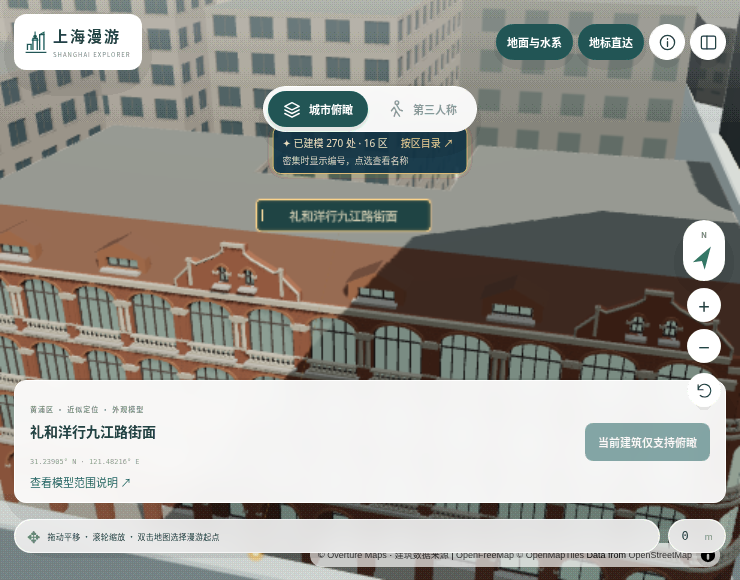 上海漫游
SHANGHAI EXPLORER
地面与水系
地标直达
城市俯瞰
第三人称
✦ 已建模 270 处 · 16 区 按区目录 ↗
密集时显示编号，点选查看名称
礼和洋行九江路街面
N
+
−
黄浦区 · 近似定位 · 外观模型
礼和洋行九江路街面
31.23905° N · 121.48216° E
查看模型范围说明 ↗
当前建筑仅支持俯瞰
拖动平移 · 滚轮缩放 · 双击地图选择漫游起点
0 m
© Overture Maps · 建筑数据来源 | OpenFreeMap © OpenMapTiles Data from OpenStreetMap